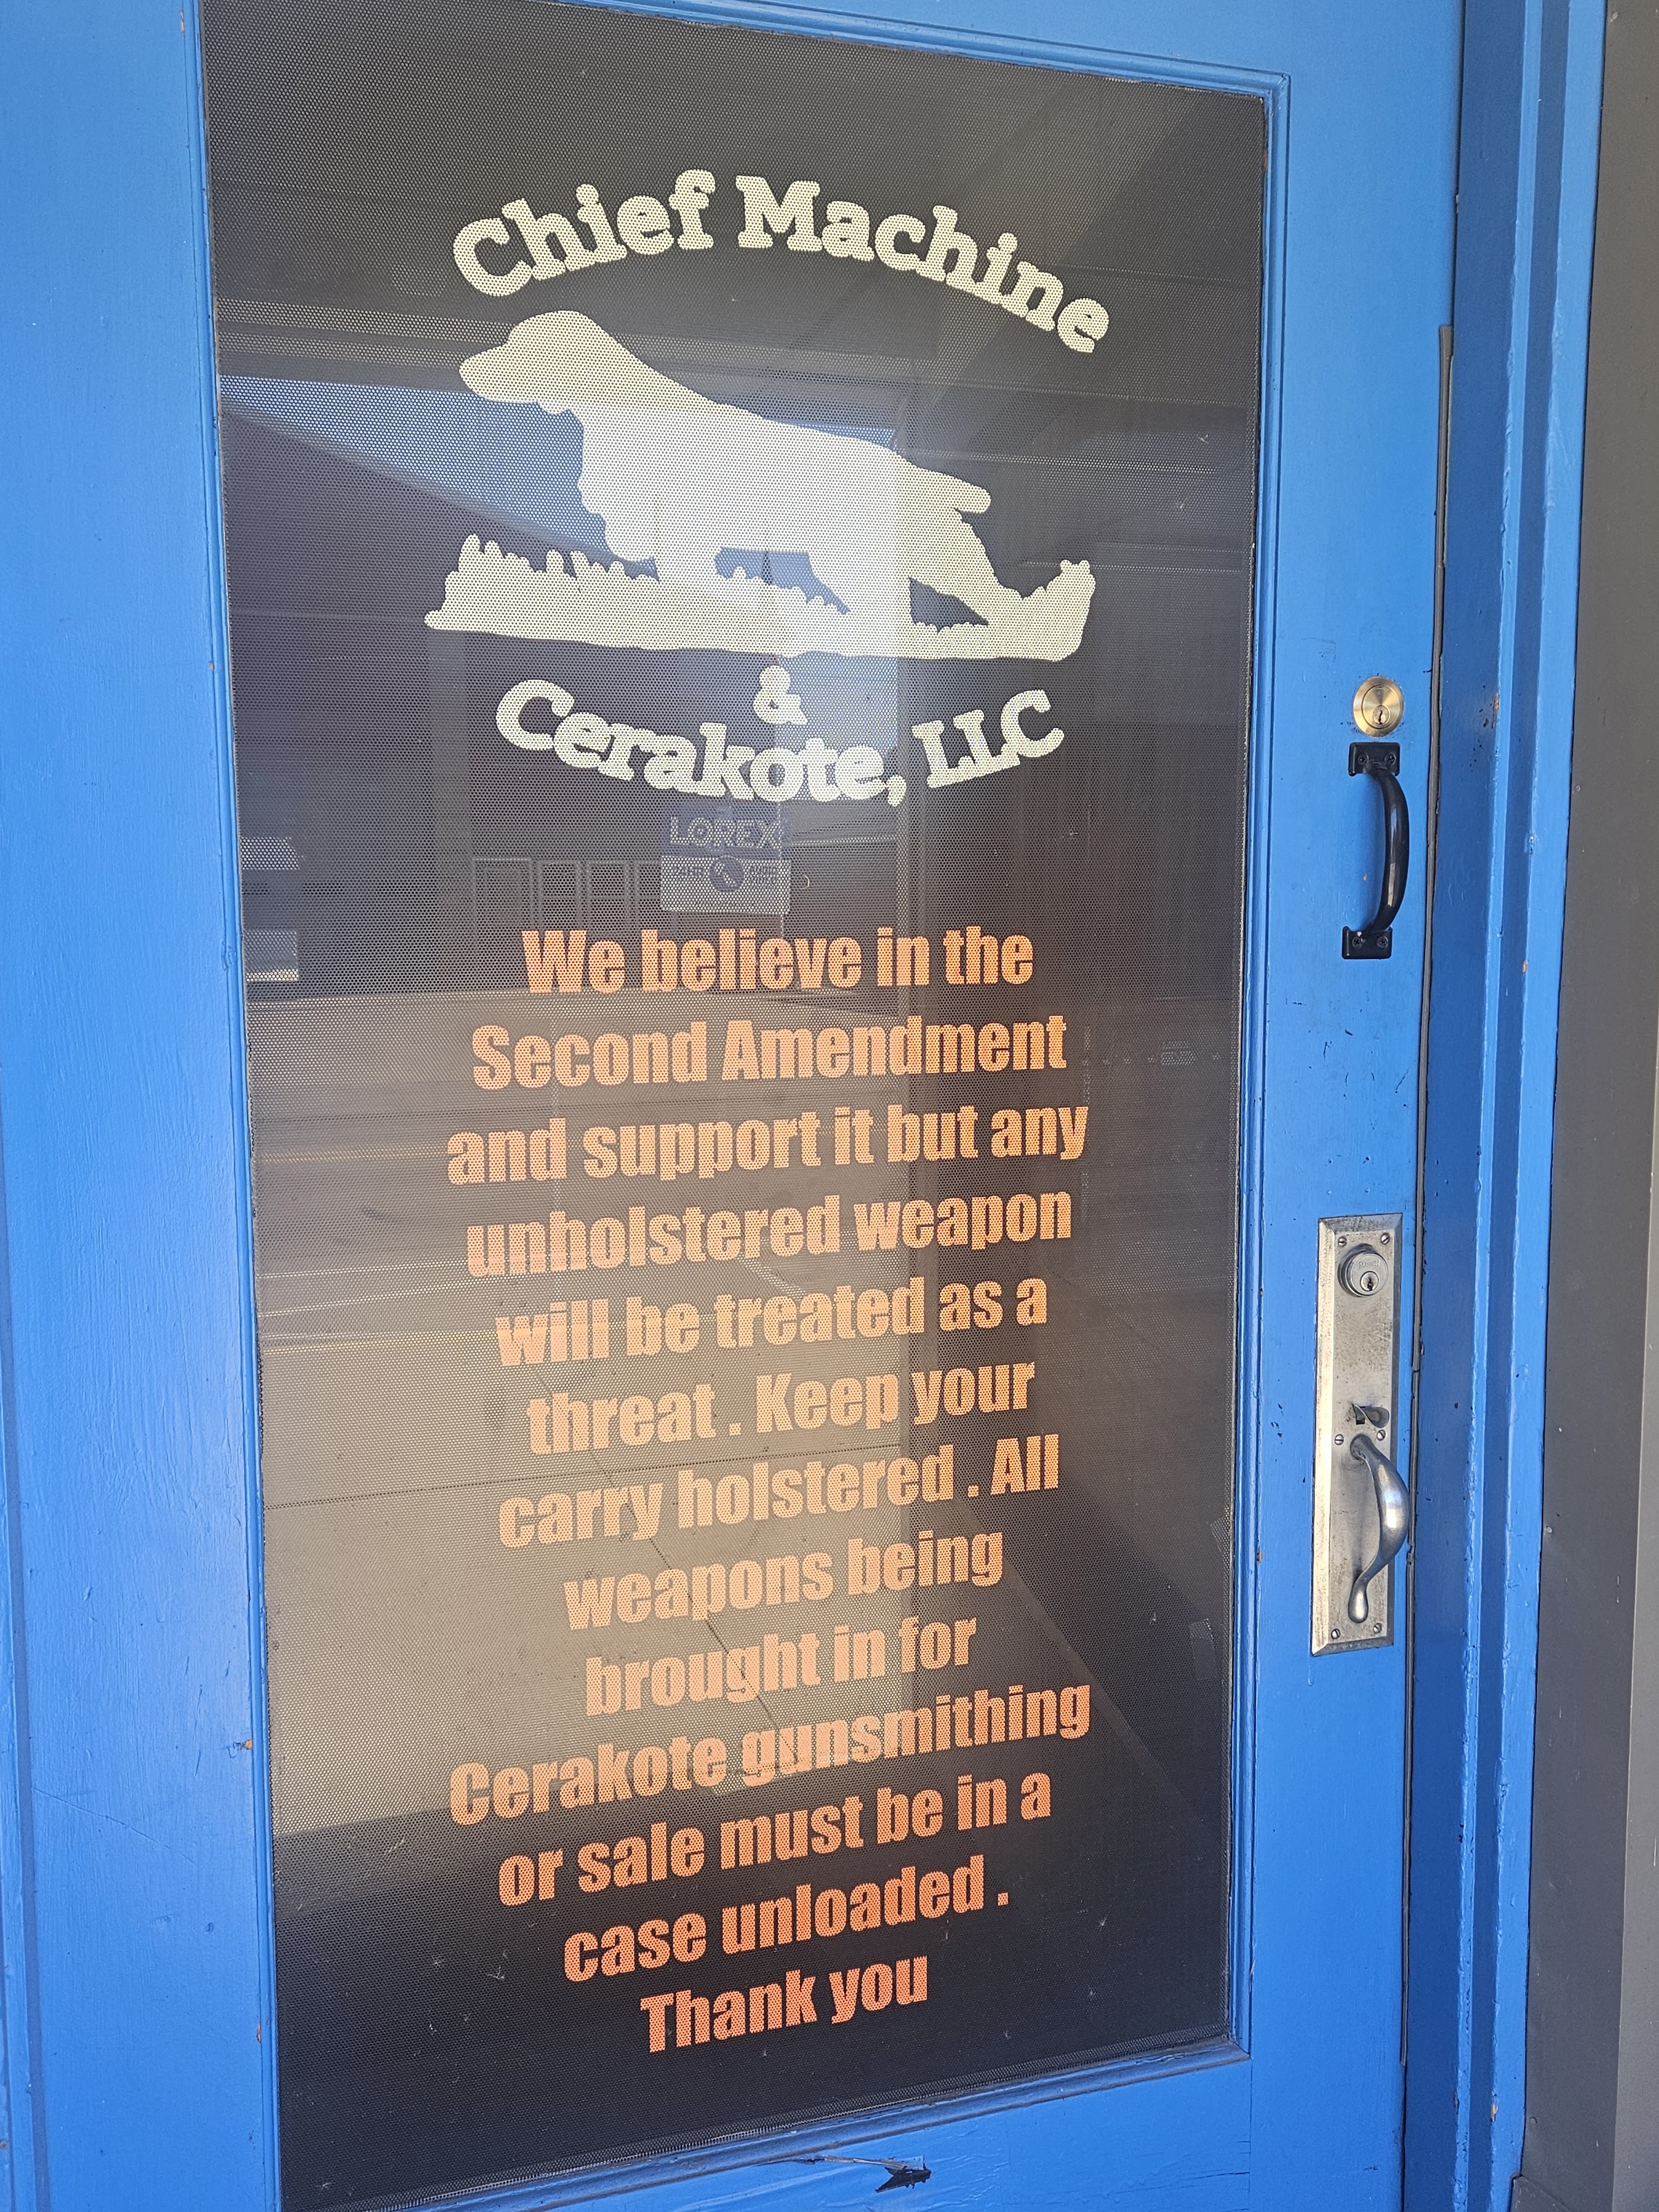 Chief Machine
&
Cerakote, LLC
LOREX
We believe in the
Second Amendment
and support it but any
unholstered weapon
will be treated as a
threat . Keep your
carry holstered . All
weapons being
brought in for
Cerakote gunsmithing
or sale must be in a
case unloaded .
Thank you